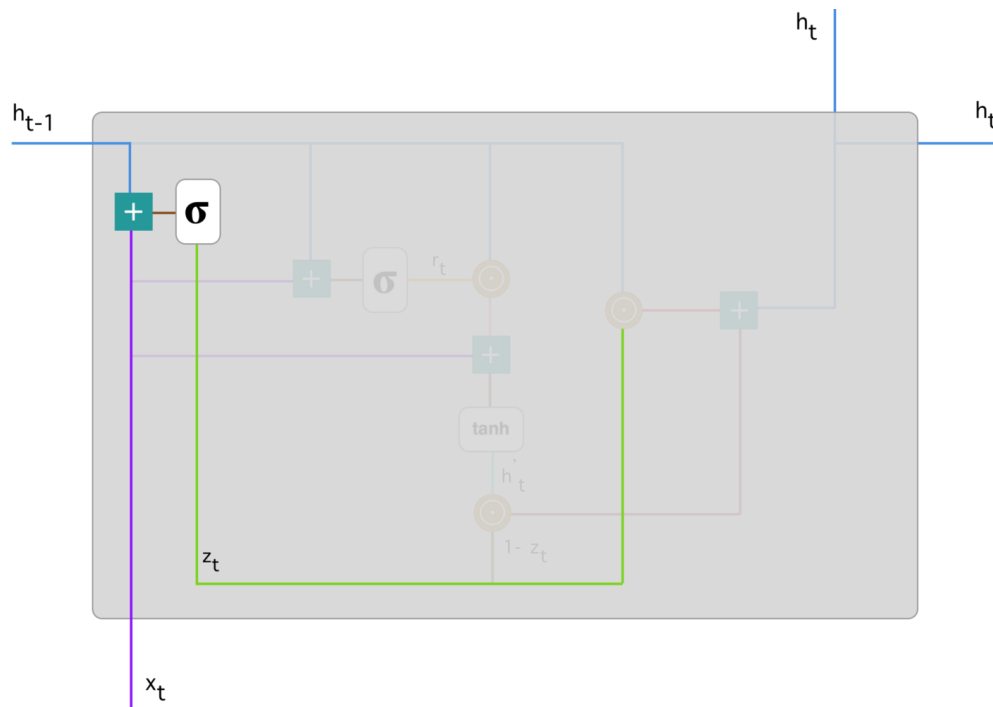 h_t
h_{t-1}
h_t
+ σ
+ σ r_t
+
+
tanh
h`_t
1- z_t
z_t
x_t